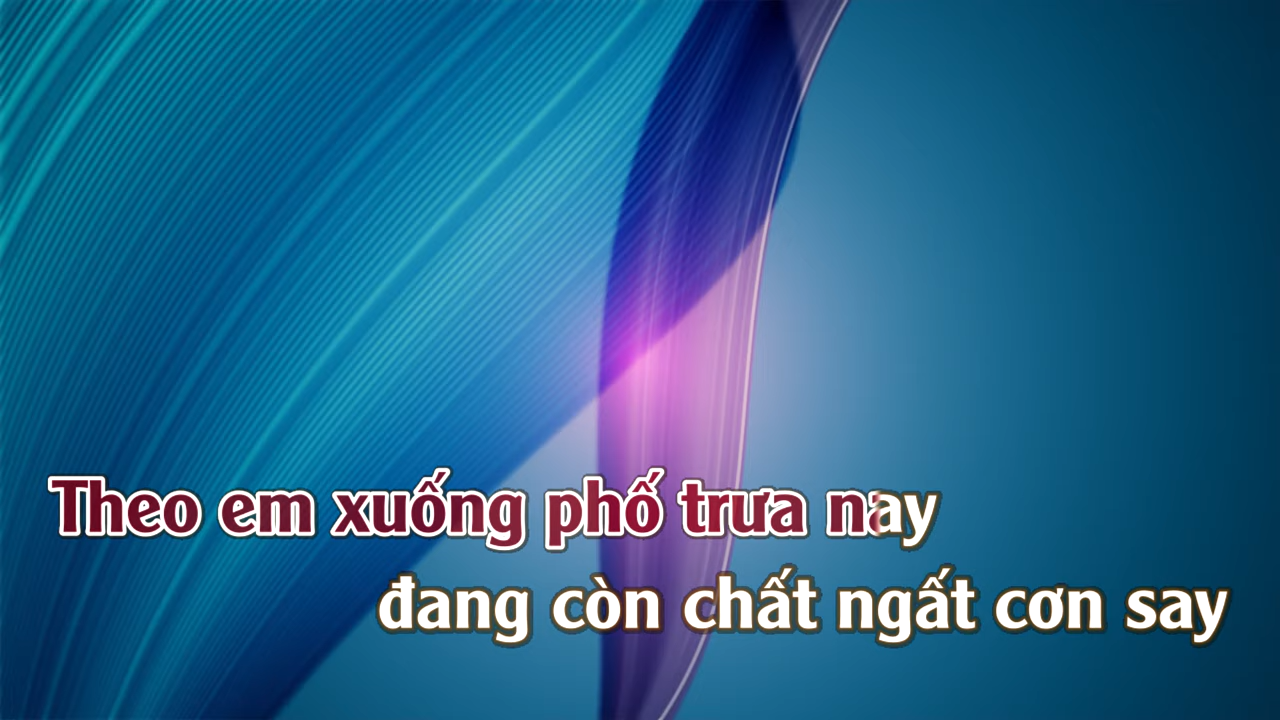 Theo em xuống phố trưa nay
đang còn chất ngất cơn say